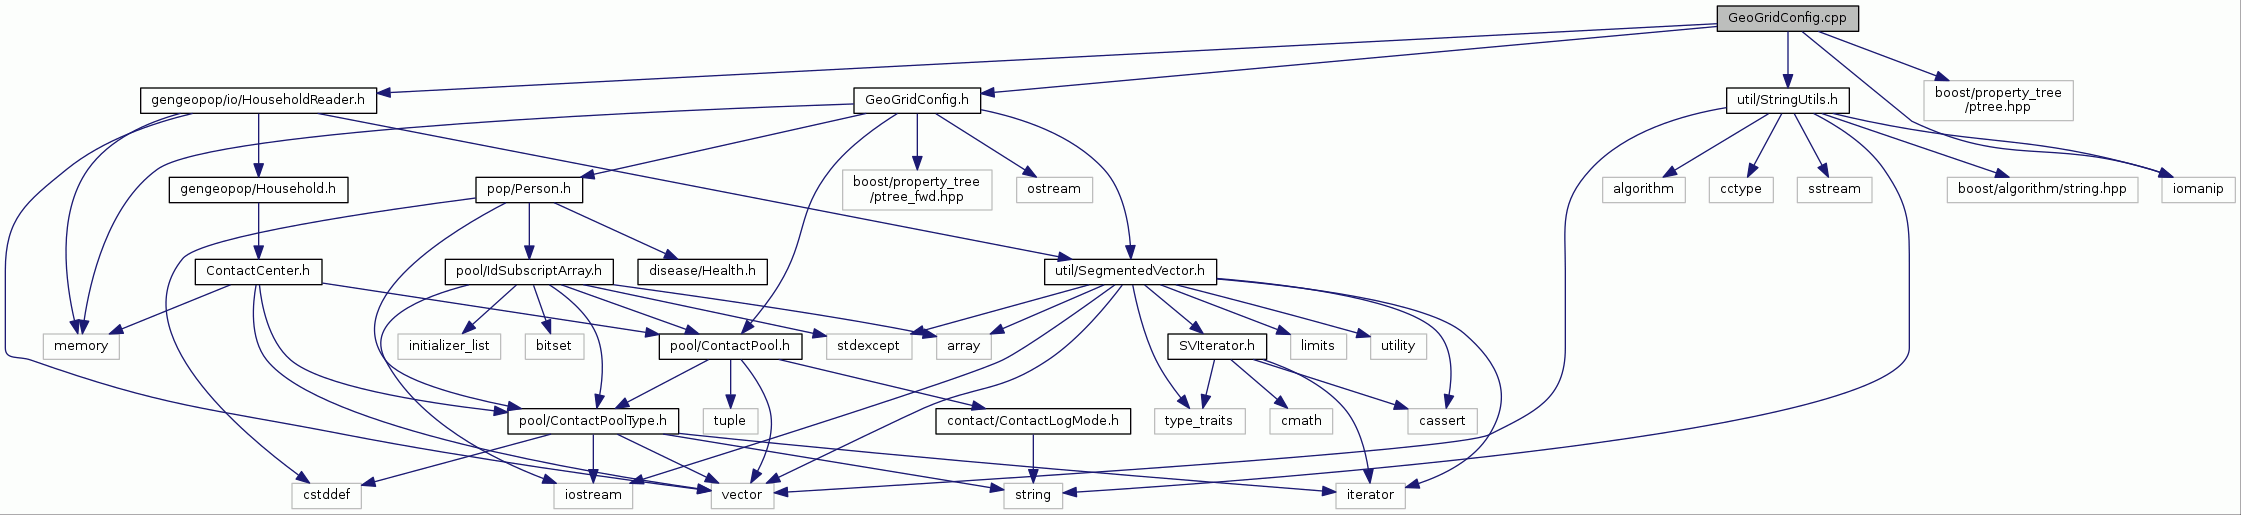 GeoGridConfig.cpp
gengeopop/io/HouseholdReader.h
GeoGridConfig.h
util/StringUtils.h
boost/property_tree
/ptree.hpp
gengeopop/Household.h
pop/Person.h
boost/property_tree
/ptree_fwd.hpp
ostream
algorithm
cctype
sstream
boost/algorithm/string.hpp
iomanip
ContactCenter.h
pool/IdSubscriptArray.h
disease/Health.h
util/SegmentedVector.h
memory
initializer_list
bitset
pool/ContactPool.h
stdexcept
array
SVIterator.h
limits
utility
pool/ContactPoolType.h
tuple
contact/ContactLogMode.h
type_traits
cmath
cassert
cstddef
iostream
vector
string
iterator